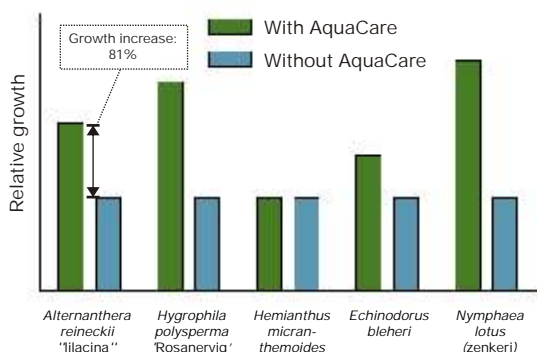 Growth increase:
81%
With AquaCare
Without AquaCare
Relative growth
Alternanthera
reineckii
"lilacina"
Hygrophila
polysperma
'Rosanervig'
Hemianthus
micran-
themoides
Echinodorus
bleheri
Nymphaea
lotus
(zenkeri)